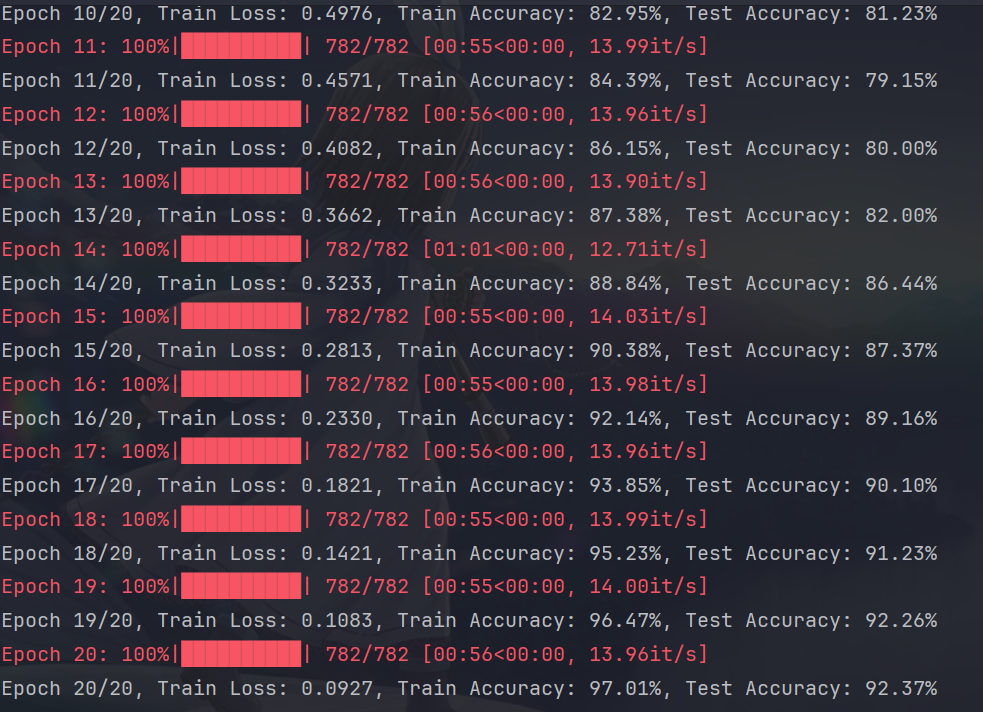 Epoch 10/20, Train Loss: 0.4976, Train Accuracy: 82.95%, Test Accuracy: 81.23%
Epoch 11: 100%|██████████| 782/782 [00:55<00:00, 13.99it/s]
Epoch 11/20, Train Loss: 0.4571, Train Accuracy: 84.39%, Test Accuracy: 79.15%
Epoch 12: 100%|██████████| 782/782 [00:56<00:00, 13.96it/s]
Epoch 12/20, Train Loss: 0.4082, Train Accuracy: 86.15%, Test Accuracy: 80.00%
Epoch 13: 100%|██████████| 782/782 [00:56<00:00, 13.90it/s]
Epoch 13/20, Train Loss: 0.3662, Train Accuracy: 87.38%, Test Accuracy: 82.00%
Epoch 14: 100%|██████████| 782/782 [01:01<00:00, 12.71it/s]
Epoch 14/20, Train Loss: 0.3233, Train Accuracy: 88.84%, Test Accuracy: 86.44%
Epoch 15: 100%|██████████| 782/782 [00:55<00:00, 14.03it/s]
Epoch 15/20, Train Loss: 0.2813, Train Accuracy: 90.38%, Test Accuracy: 87.37%
Epoch 16: 100%|██████████| 782/782 [00:55<00:00, 13.98it/s]
Epoch 16/20, Train Loss: 0.2330, Train Accuracy: 92.14%, Test Accuracy: 89.16%
Epoch 17: 100%|██████████| 782/782 [00:56<00:00, 13.96it/s]
Epoch 17/20, Train Loss: 0.1821, Train Accuracy: 93.85%, Test Accuracy: 90.10%
Epoch 18: 100%|██████████| 782/782 [00:55<00:00, 13.99it/s]
Epoch 18/20, Train Loss: 0.1421, Train Accuracy: 95.23%, Test Accuracy: 91.23%
Epoch 19: 100%|██████████| 782/782 [00:55<00:00, 14.00it/s]
Epoch 19/20, Train Loss: 0.1083, Train Accuracy: 96.47%, Test Accuracy: 92.26%
Epoch 20: 100%|██████████| 782/782 [00:56<00:00, 13.96it/s]
Epoch 20/20, Train Loss: 0.0927, Train Accuracy: 97.01%, Test Accuracy: 92.37%